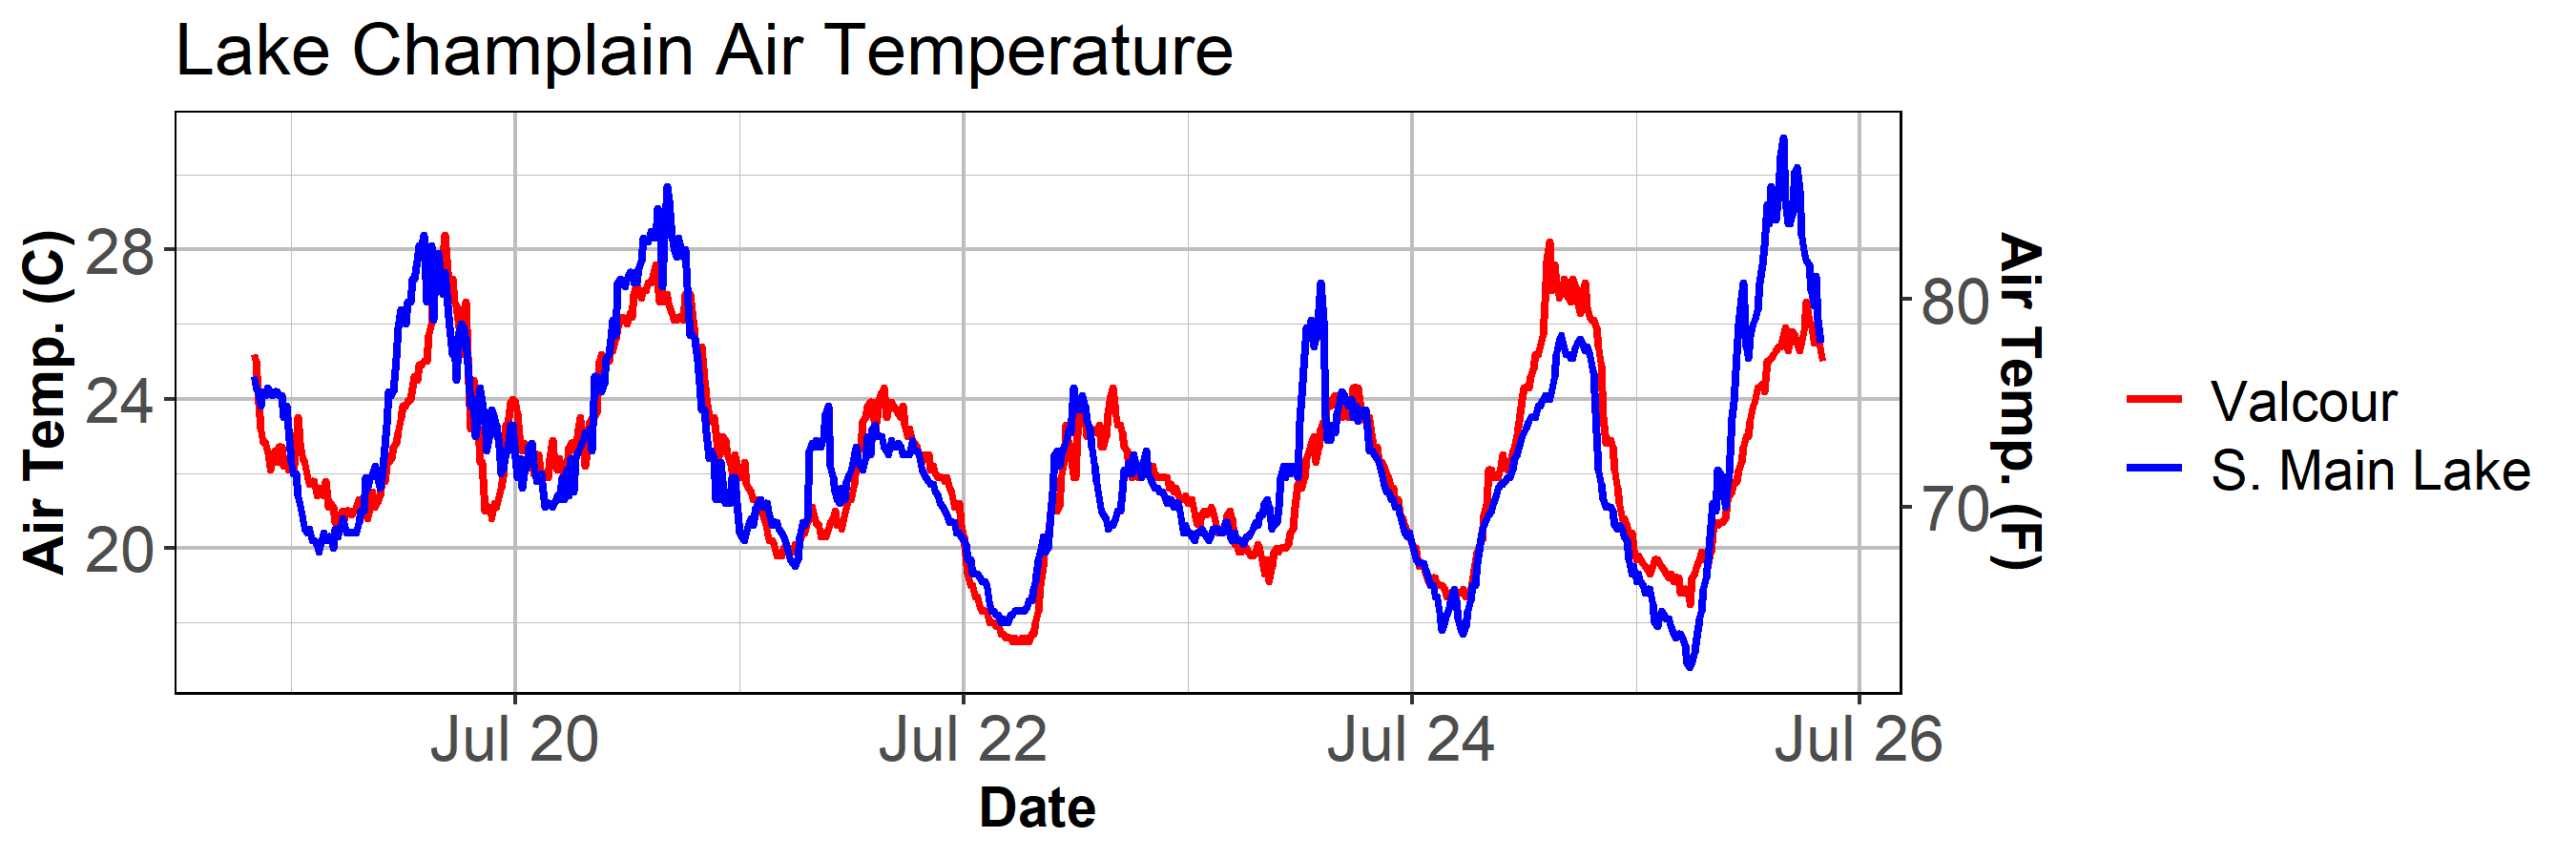 Lake Champlain Air Temperature
Air Temp. (C)
28
24
20
80
70
Air Temp. (F)
Valcour
S. Main Lake
Jul 20
Jul 22
Jul 24
Jul 26
Date